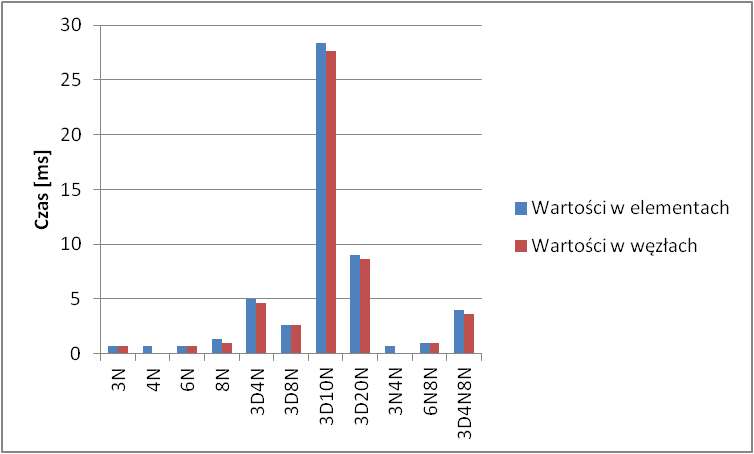 Czas [ms]
30
25
20
15
10
5
0
3N
4N
6N
8N
3D4N
3D8N
3D10N
3D20N
3N4N
6N8N
3D4N8N
Wartości w elementach
Wartości w węzłach